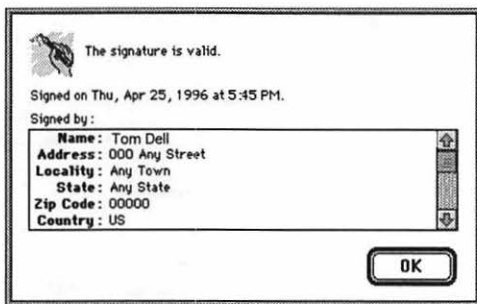 The signature is valid.
Signed on Thu, Apr 25, 1996 at 5:45 PM.
Signed by:
Name: Tom Dell
Address: 000 Any Street
Locality: Any Town
State: Any State
Zip Code: 00000
Country: US
OK